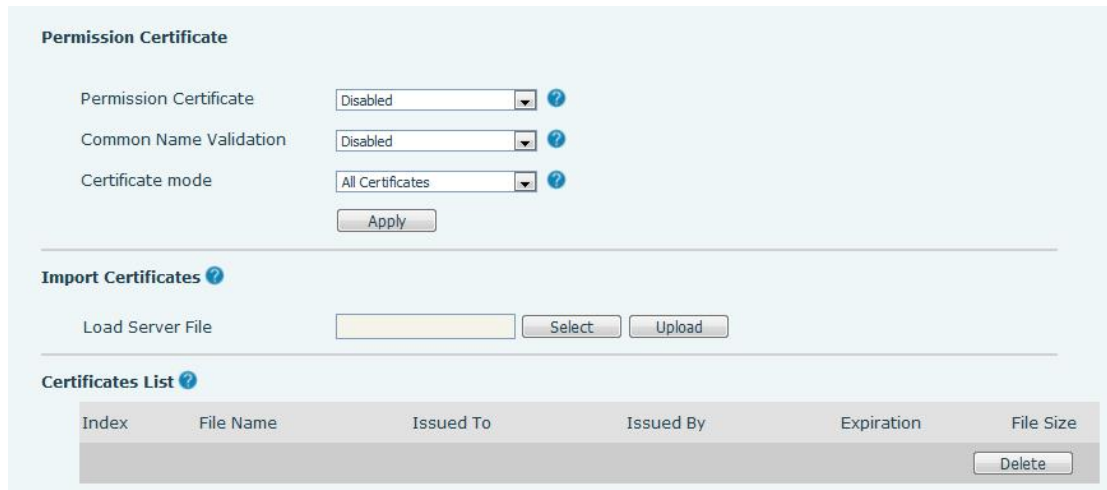 Permission Certificate
Permission Certificate Disabled ?
Common Name Validation Disabled ?
Certificate mode All Certificates ?
Apply
Import Certificates ?
Load Server File Select Upload
Certificates List ?
Index File Name Issued To Issued By Expiration File Size
Delete